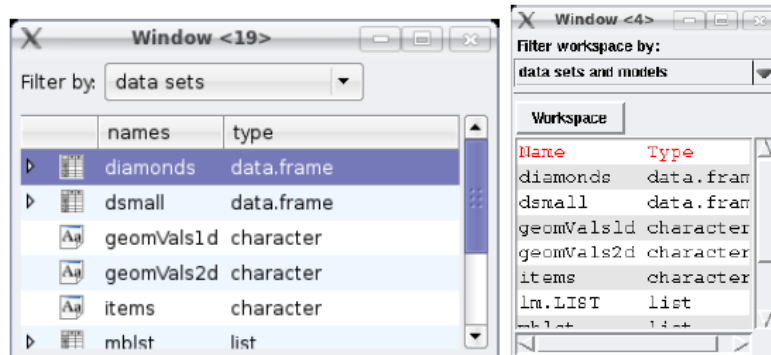 Window <19>
Filter by: data sets
names type
diamonds data.frame
dsmall data.frame
geomVals1d character
geomVals2d character
items character
mblst list
Window <4>
Filter workspace by:
data sets and models
Workspace
Name Type
diamonds data.fram
dsmall data.fram
geomVals1d character
geomVals2d character
items character
lm.LIST list
mblst list